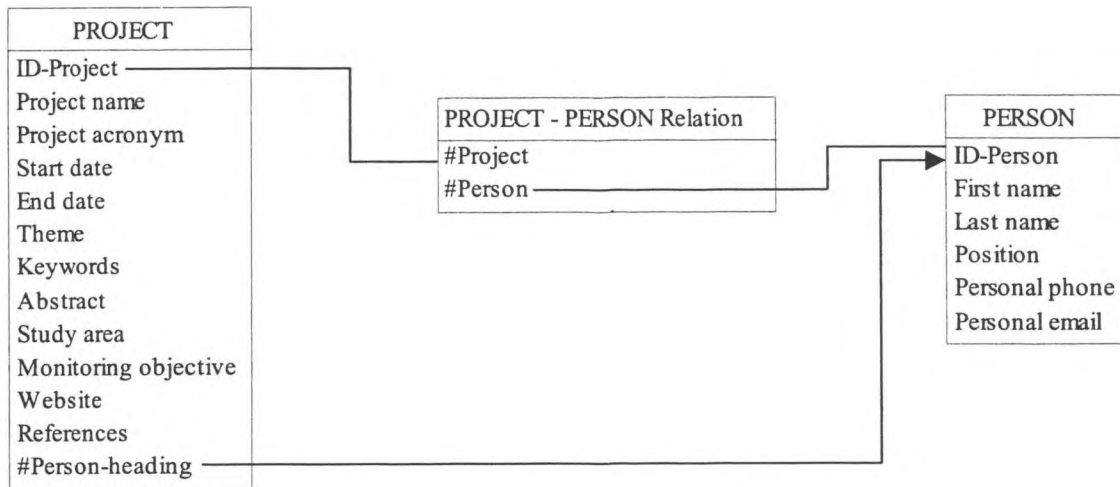 PROJECT
ID-Project
Project name
Project acronym
Start date
End date
Theme
Keywords
Abstract
Study area
Monitoring objective
Website
References
#Person-heading
PROJECT - PERSON Relation
#Project
#Person
PERSON
ID-Person
First name
Last name
Position
Personal phone
Personal email